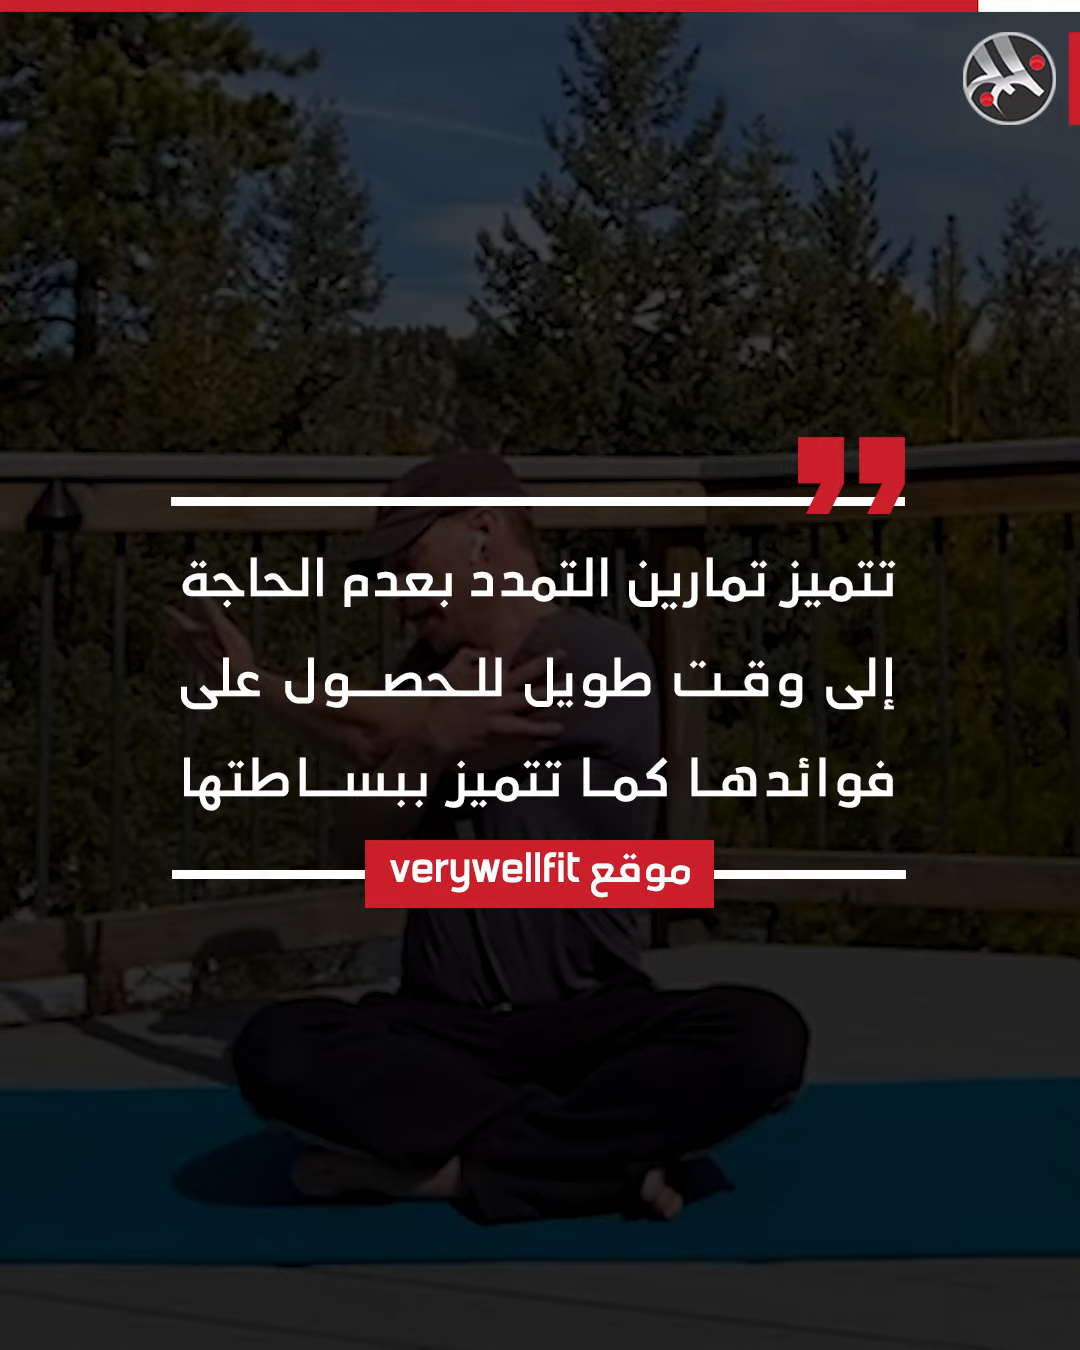 تتميز تمارين التمدد بعدم الحاجة
إلى وقت طويل للحصول على
فوائدها كما تتميز ببساطتها
موقع verywellfit